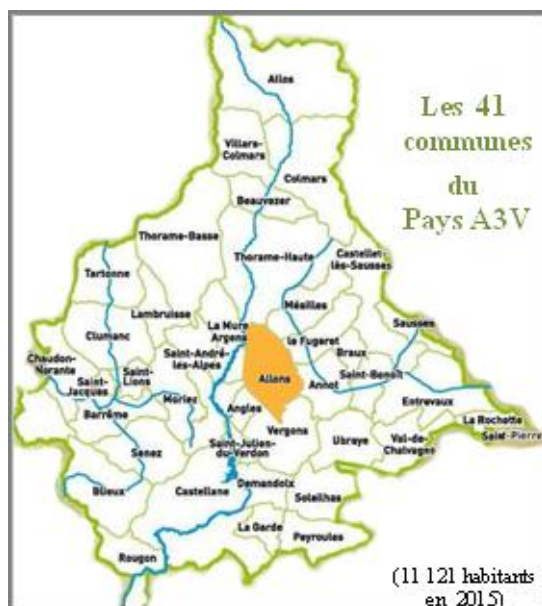 Allos
Les 41
communes
du
Pays A3V
Villars-
Colmars
Colmars
Beauvezer
Thorame-Basse
Thorame-Haute
Castellet-
lès-Sausses
Tartonne
Méailles
Lambruisse
La Mure
Argens
Sausses
Clumanc
le Fugeret
Braux
Chaudon-
Norante
Saint-André
les-Alpes
Saint-Benoît
Saint-
Lions
Allons
Annot
Saint-
Jacques
Moriez
Entrevaux
Barrême
Angles
La Rochette
Vergons
Saint-Pierre
Senez
Saint-Julien
du-Verdon
Ubraye
Val-de-
Chalvagne
Demandolx
Blieux
Castellane
Soleilhas
La Garde
Peyroules
Rougon
(11 121 habitants
en 2015)